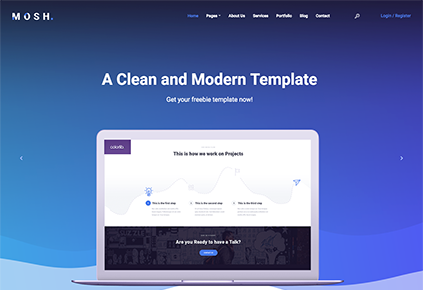 MOSH.
Home Pages About Us Services Portfolio Blog Contact Login / Register
A Clean and Modern Template
Get your freebie template now!
colorlib
This is how we work on Projects
This is the first step This is the second step This is the third step
Are you Ready to have a Talk?